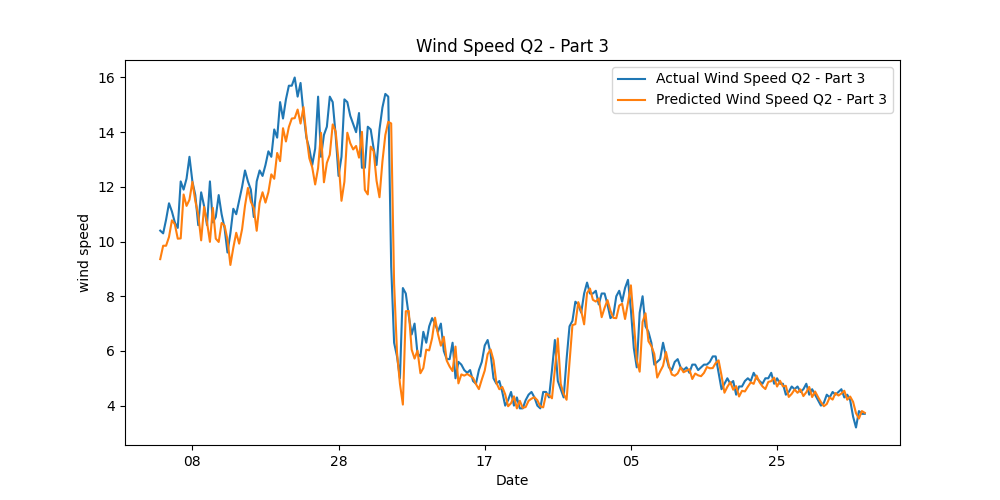 Wind Speed Q2 - Part 3
Actual Wind Speed Q2 - Part 3
Predicted Wind Speed Q2 - Part 3
wind speed
16
14
12
10
8
6
4
08
28
17
05
25
Date